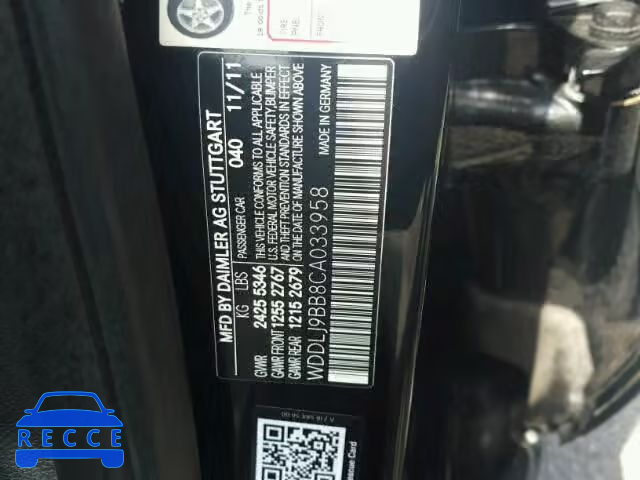 MFD BY DAIMLER AG STUTTGART
PASSENGER CAR 040 11/11
KG LBS
GVWR 2425 5346
GAWR FRONT 1255 2767
GAWR REAR 1215 2679
THIS VEHICLE CONFORMS TO ALL APPLICABLE
U.S. FEDERAL MOTOR VEHICLE SAFETY, BUMPER
AND THEFT PREVENTION STANDARDS IN EFFECT
ON THE DATE OF MANUFACTURE SHOWN ABOVE
MADE IN GERMANY
WDDLJ9BB8CA033958
RECCE